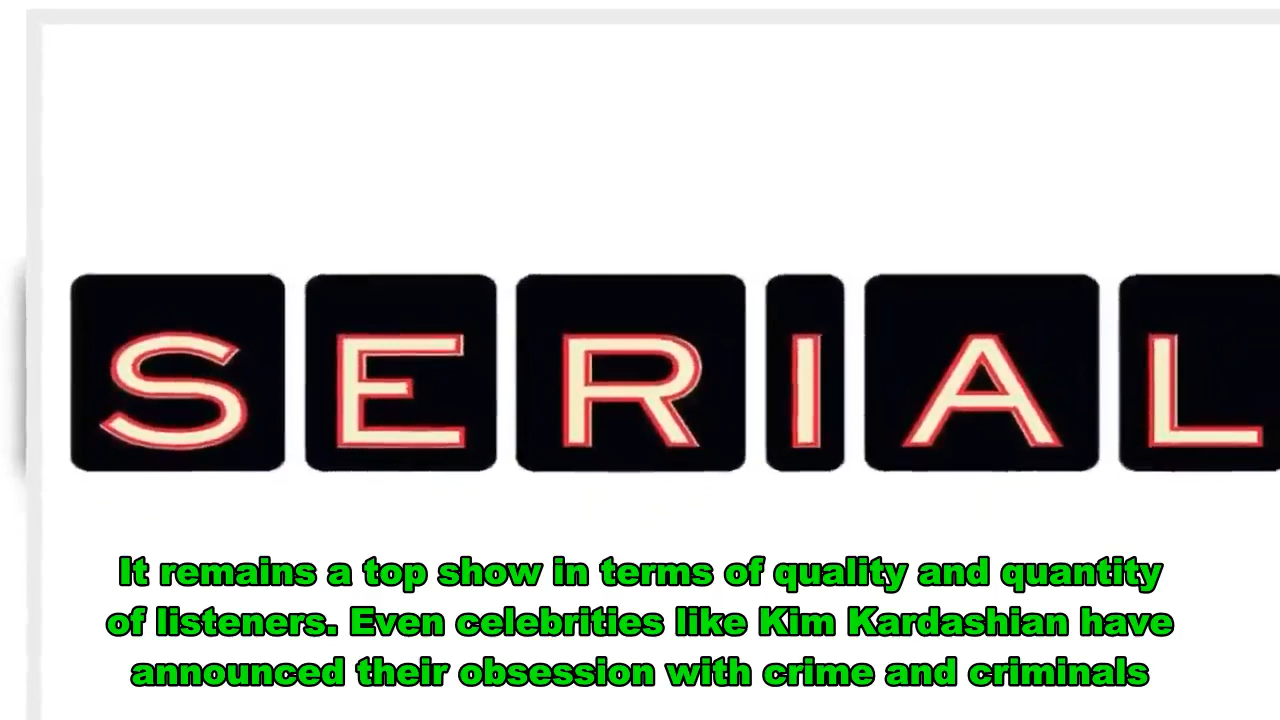 SERIAL
It remains a top show in terms of quality and quantity
of listeners. Even celebrities like Kim Kardashian have
announced their obsession with crime and criminals